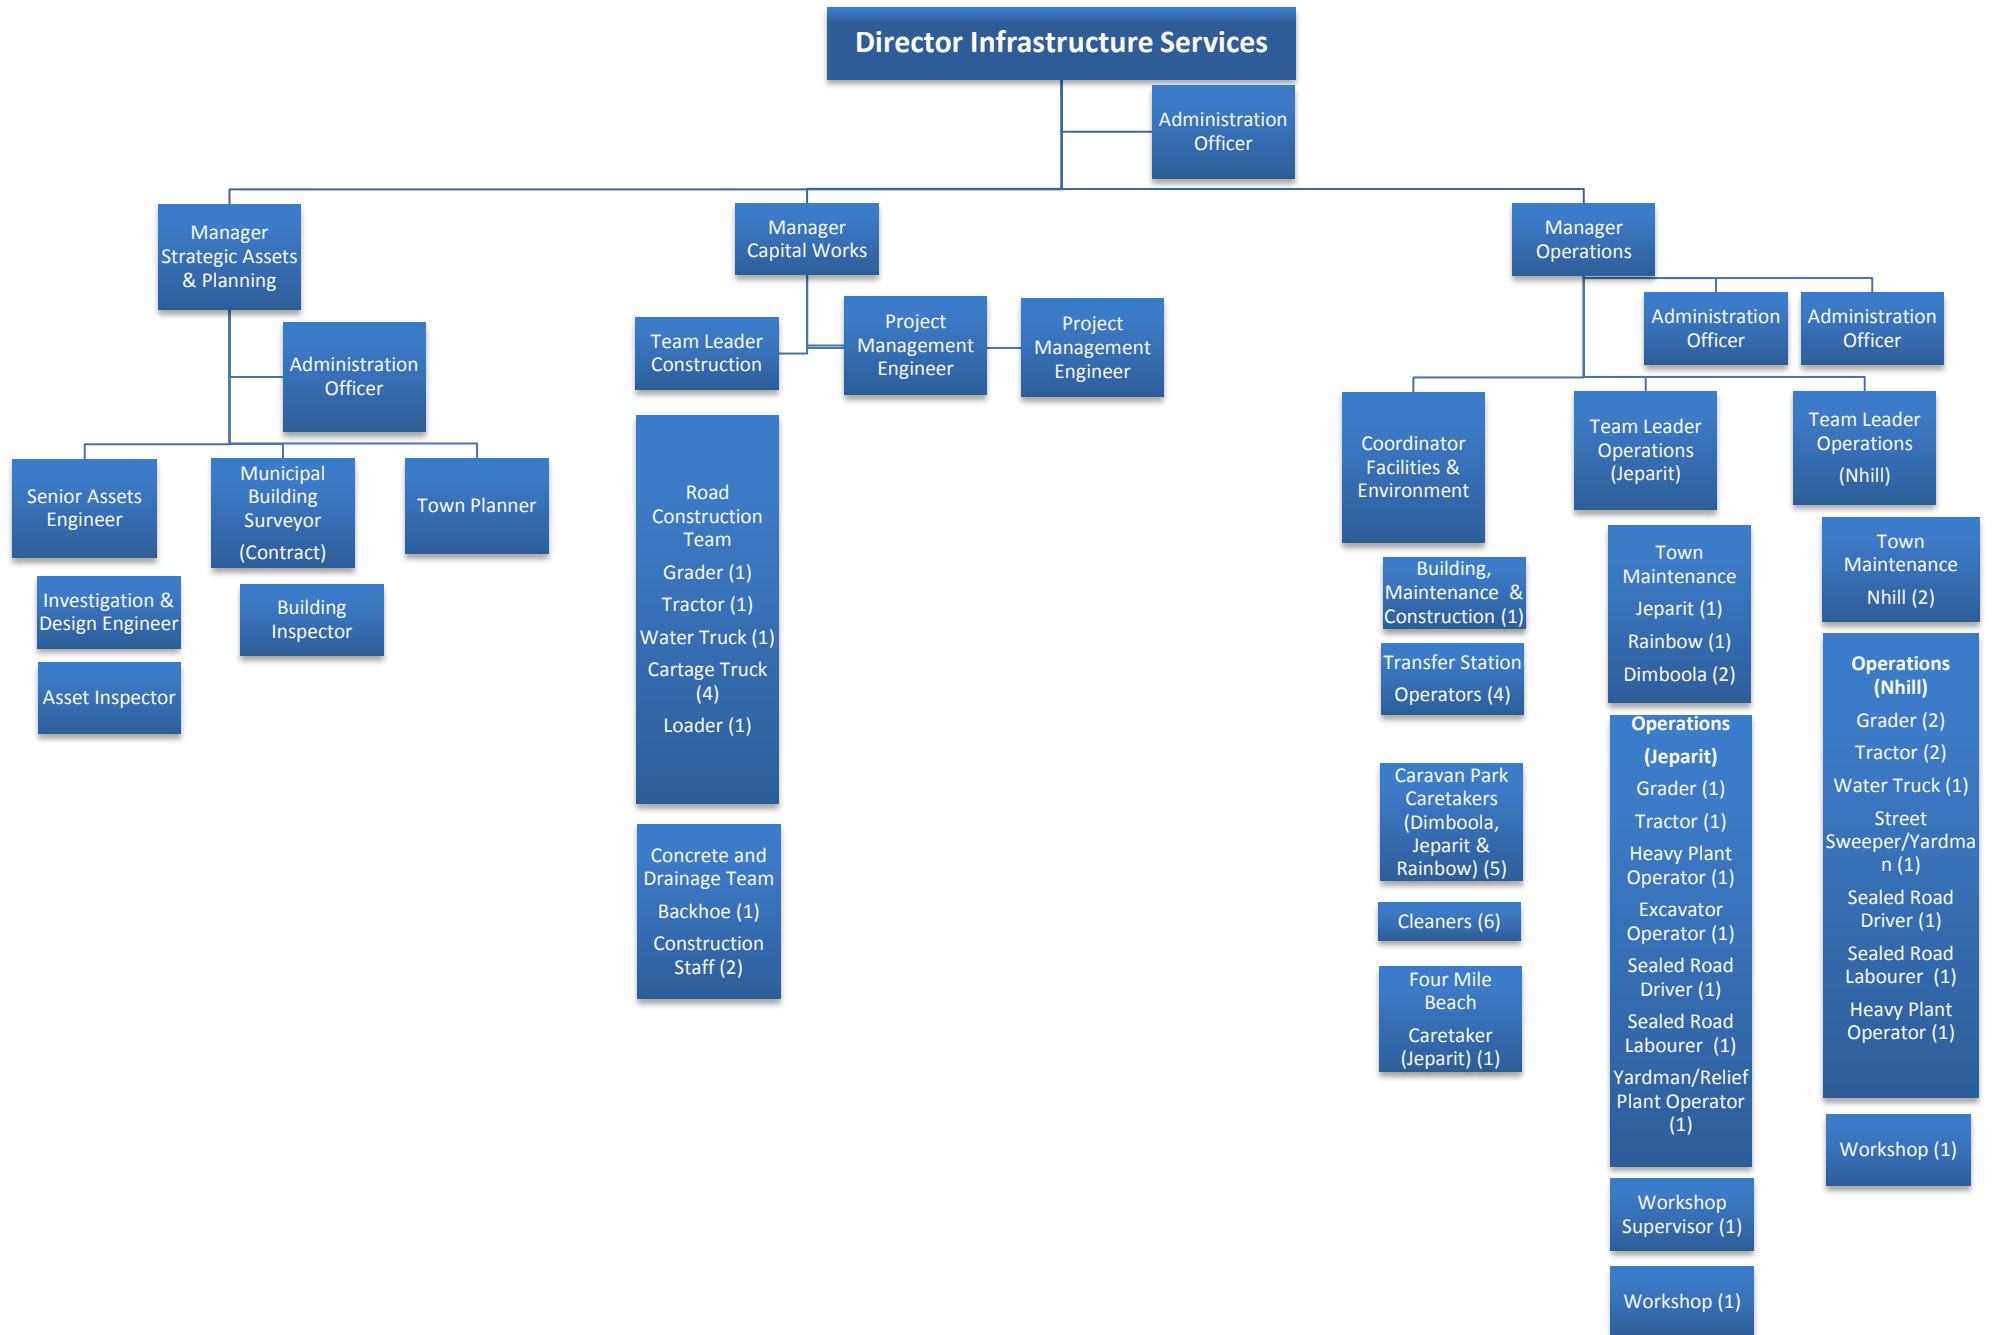 Director Infrastructure Services
Administration
Officer
Manager
Strategic Assets
& Planning
Administration
Officer
Senior Assets
Engineer
Investigation &
Design Engineer
Asset Inspector
Municipal
Building
Surveyor
(Contract)
Building
Inspector
Town Planner
Manager
Capital Works
Team Leader
Construction
Project
Management
Engineer
Project
Management
Engineer
Road
Construction
Team
Grader (1)
Tractor (1)
Water Truck (1)
Cartage Truck
(4)
Loader (1)
Concrete and
Drainage Team
Backhoe (1)
Construction
Staff (2)
Manager
Operations
Administration
Officer
Administration
Officer
Coordinator
Facilities &
Environment
Building,
Maintenance &
Construction (1)
Transfer Station
Operators (4)
Caravan Park
Caretakers
(Dimboola,
Jeparit &
Rainbow) (5)
Cleaners (6)
Four Mile
Beach
Caretaker
(Jeparit) (1)
Team Leader
Operations
(Jeparit)
Town
Maintenance
Jeparit (1)
Rainbow (1)
Dimboola (2)
Operations
(Jeparit)
Grader (1)
Tractor (1)
Heavy Plant
Operator (1)
Excavator
Operator (1)
Sealed Road
Driver (1)
Sealed Road
Labourer (1)
Yardman/Relief
Plant Operator
(1)
Workshop
Supervisor (1)
Workshop (1)
Team Leader
Operations
(Nhill)
Town
Maintenance
Nhill (2)
Operations
(Nhill)
Grader (2)
Tractor (2)
Water Truck (1)
Street
Sweeper/Yardma
n (1)
Sealed Road
Driver (1)
Sealed Road
Labourer (1)
Heavy Plant
Operator (1)
Workshop (1)